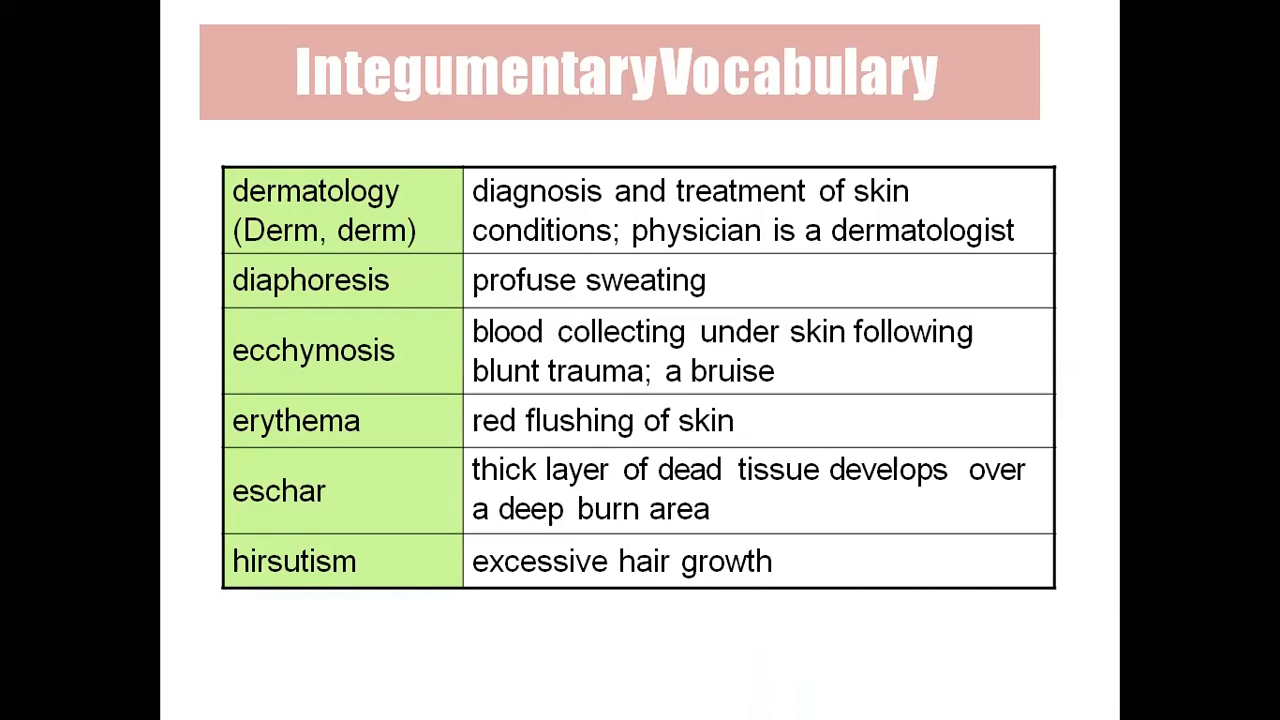 IntegumentaryVocabulary
dermatology
(Derm, derm)
diagnosis and treatment of skin
conditions; physician is a dermatologist
diaphoresis
profuse sweating
ecchymosis
blood collecting under skin following
blunt trauma; a bruise
erythema
red flushing of skin
eschar
thick layer of dead tissue develops over
a deep burn area
hirsutism
excessive hair growth